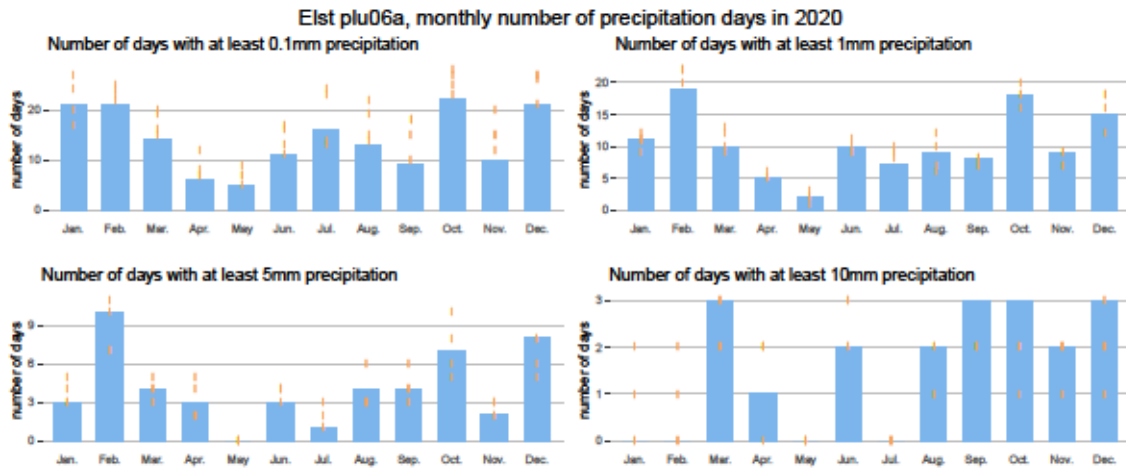 Elst plu06a, monthly number of precipitation days in 2020
Number of days with at least 0.1mm precipitation
number of days
20
10
0
Jan. Feb. Mar. Apr. May Jun. Jul. Aug. Sep. Oct. Nov. Dec.
Number of days with at least 1mm precipitation
number of days
20
15
10
5
0
Jan. Feb. Mar. Apr. May Jun. Jul. Aug. Sep. Oct. Nov. Dec.
Number of days with at least 5mm precipitation
number of days
9
6
3
0
Jan. Feb. Mar. Apr. May Jun. Jul. Aug. Sep. Oct. Nov. Dec.
Number of days with at least 10mm precipitation
number of days
3
2
1
0
Jan. Feb. Mar. Apr. May Jun. Jul. Aug. Sep. Oct. Nov. Dec.